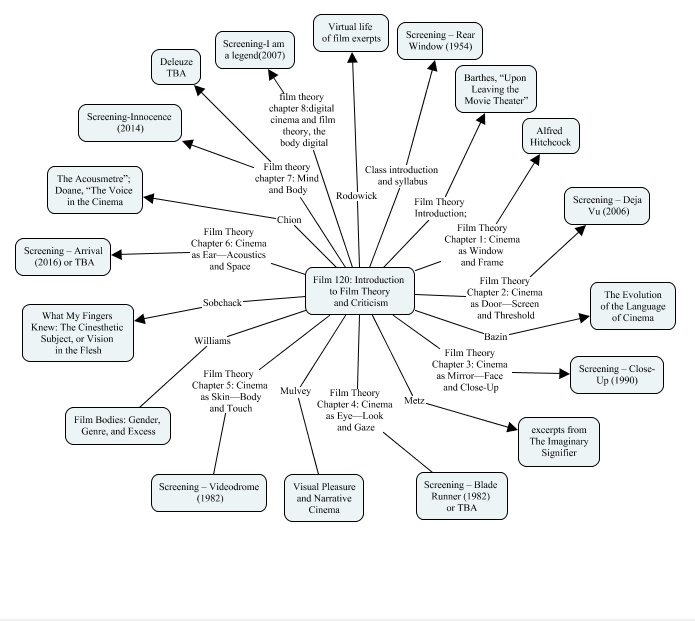 Virtual life
of film exerpts
Screening – Rear
Window (1954)
Screening-I am
a legend(2007)
Deleuze
TBA
Barthes, “Upon
Leaving the
Movie Theater”
film theory
chapter 8:digital
cinema and film
theory, the
body digital
Screening-Innocence
(2014)
Alfred
Hitchcock
Film theory
chapter 7: Mind
and Body
Class introduction
and syllabus
The Acousmetre”;
Doane, “The Voice
in the Cinema
Rodowick
Film Theory
Introduction;
Screening – Deja
Vu (2006)
Chion
Film Theory
Chapter 6: Cinema
as Ear—Acoustics
and Space
Film Theory
Chapter 1: Cinema
as Window
and Frame
Screening – Arrival
(2016) or TBA
Film 120: Introduction
to Film Theory
and Criticism
Film Theory
Chapter 2: Cinema
as Door—Screen
and Threshold
The Evolution
of the Language
of Cinema
Sobchack
What My Fingers
Knew: The Cinesthetic
Subject, or Vision
in the Flesh
Bazin
Williams
Film Theory
Chapter 3: Cinema
as Mirror—Face
and Close-Up
Screening – Close-
Up (1990)
Film Theory
Chapter 5: Cinema
as Skin—Body
and Touch
Mulvey
Film Theory
Chapter 4: Cinema
as Eye—Look
and Gaze
Metz
Film Bodies: Gender,
Genre, and Excess
excerpts from
The Imaginary
Signifier
Screening – Videodrome
(1982)
Visual Pleasure
and Narrative
Cinema
Screening – Blade
Runner (1982)
or TBA